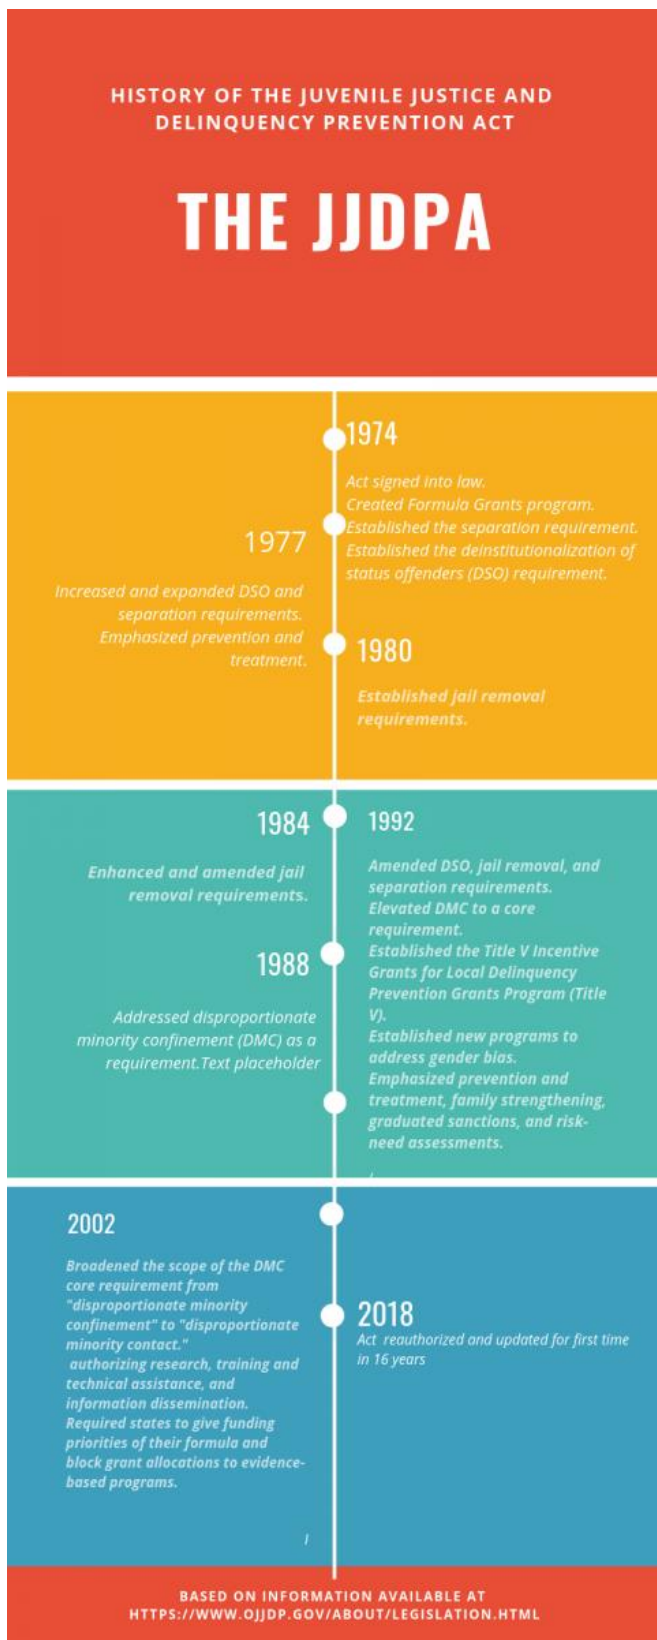 HISTORY OF THE JUVENILE JUSTICE AND
DELINQUENCY PREVENTION ACT
THE JJDPA
1974
Act signed into law.
Created Formula Grants program.
Established the separation requirement.
Established the deinstitutionalization of
status offenders (DSO) requirement.
1977
Increased and expanded DSO and
separation requirements.
Emphasized prevention and
treatment.
1980
Established jail removal
requirements.
1984
Enhanced and amended jail
removal requirements.
1988
Addressed disproportionate
minority confinement (DMC) as a
requirement.Text placeholder
1992
Amended DSO, jail removal, and
separation requirements.
Elevated DMC to a core
requirement.
Established the Title V Incentive
Grants for Local Delinquency
Prevention Grants Program (Title
V).
Established new programs to
address gender bias.
Emphasized prevention and
treatment, family strengthening,
graduated sanctions, and risk-
need assessments.
2002
Broadened the scope of the DMC
core requirement from
"disproportionate minority
confinement" to "disproportionate
minority contact."
authorizing research, training and
technical assistance, and
information dissemination.
Required states to give funding
priorities of their formula and
block grant allocations to evidence-
based programs.
I
2018
Act reauthorized and updated for first time
in 16 years
BASED ON INFORMATION AVAILABLE AT
HTTPS://WWW.OJJDP.GOV/ABOUT/LEGISLATION.HTML